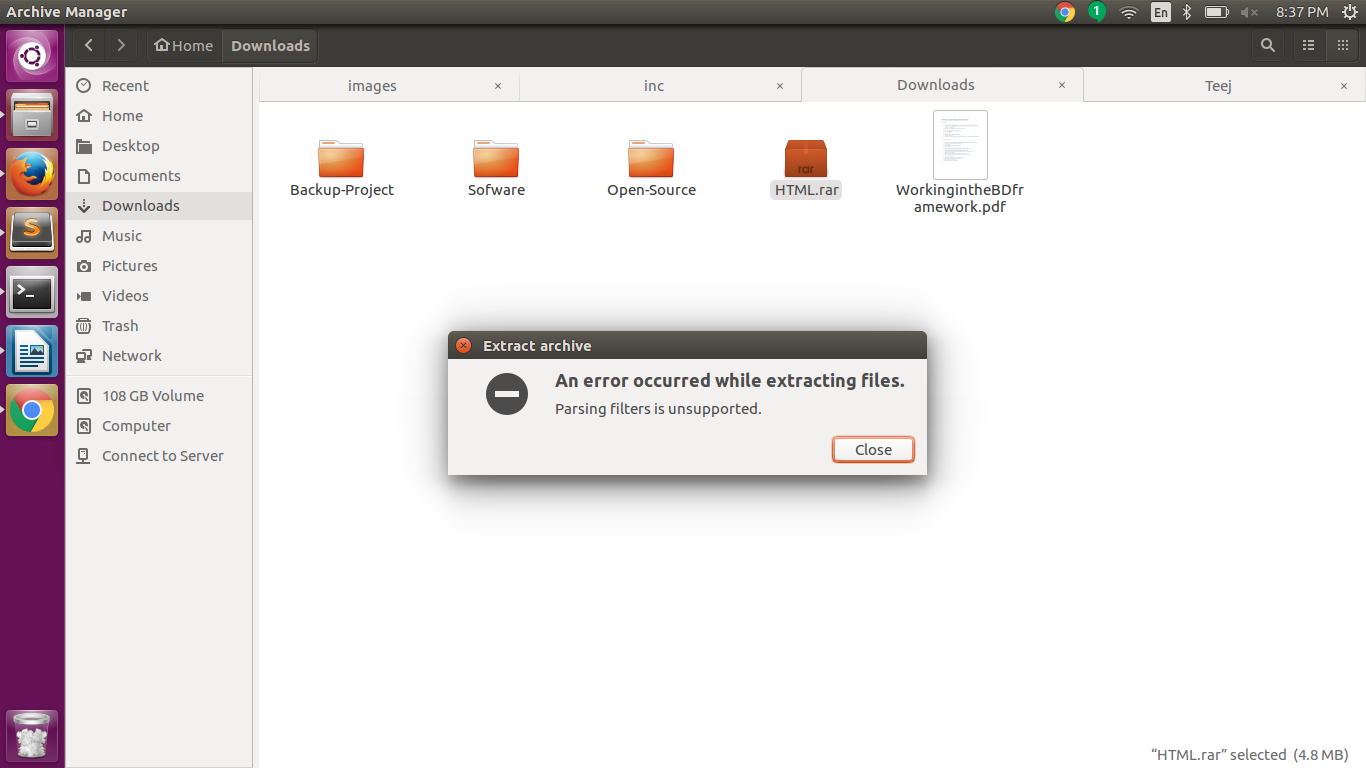 Archive Manager
1
En
8:37 PM
Home
Downloads
Recent
Home
Desktop
Documents
Downloads
Music
Pictures
Videos
Trash
Network
108 GB Volume
Computer
Connect to Server
images
inc
Downloads
Teej
Backup-Project
Sofware
Open-Source
rar
HTML.rar
WorkingintheBDfr
amework.pdf
Extract archive
An error occurred while extracting files.
Parsing filters is unsupported.
Close
“HTML.rar” selected (4.8 MB)